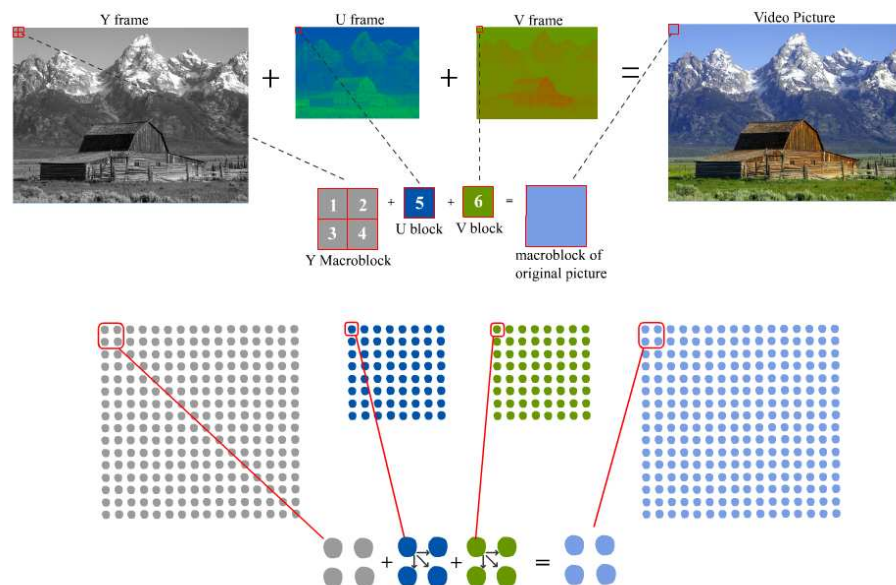 Y frame
U frame
V frame
Video Picture
+ + =
1 2 + 5 + 6 =
3 4
U block
V block
Y Macroblock
macroblock of
original picture
+ + =